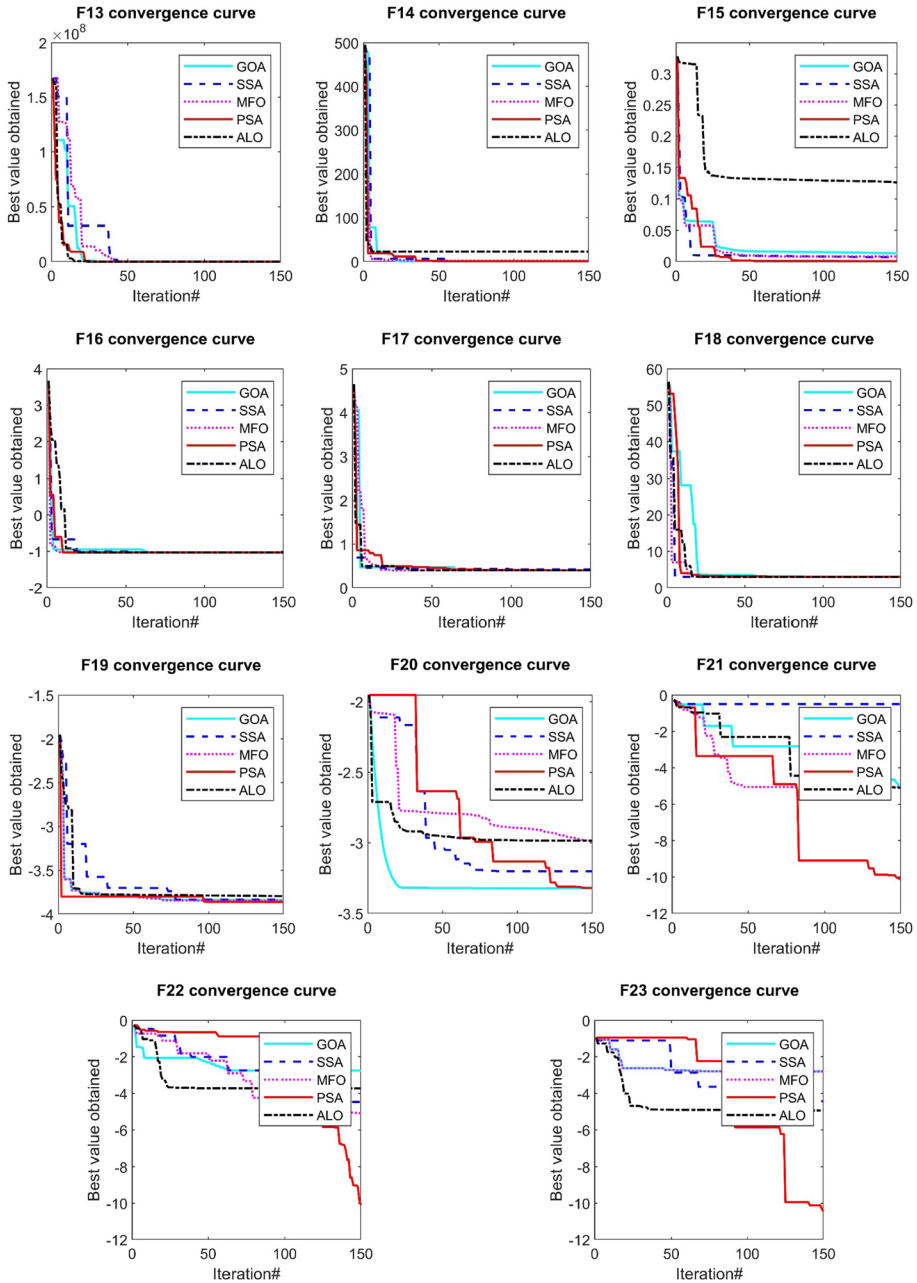 F13 convergence curve
×10⁸
2
1.5
1
0.5
0
Best value obtained
GOA
SSA
MFO
PSA
ALO
0 50 100 150
Iteration#
F14 convergence curve
500
400
300
200
100
0
Best value obtained
GOA
SSA
MFO
PSA
ALO
0 50 100 150
Iteration#
F15 convergence curve
0.3
0.25
0.2
0.15
0.1
0.05
0
Best value obtained
GOA
SSA
MFO
PSA
ALO
0 50 100 150
Iteration#
F16 convergence curve
4
3
2
1
0
-1
-2
Best value obtained
GOA
SSA
MFO
PSA
ALO
0 50 100 150
Iteration#
F17 convergence curve
5
4
3
2
1
0
Best value obtained
GOA
SSA
MFO
PSA
ALO
0 50 100 150
Iteration#
F18 convergence curve
60
50
40
30
20
10
0
Best value obtained
GOA
SSA
MFO
PSA
ALO
0 50 100 150
Iteration#
F19 convergence curve
-1.5
-2
-2.5
-3
-3.5
-4
Best value obtained
GOA
SSA
MFO
PSA
ALO
0 50 100 150
Iteration#
F20 convergence curve
-2
-2.5
-3
-3.5
Best value obtained
GOA
SSA
MFO
PSA
ALO
0 50 100 150
Iteration#
F21 convergence curve
0
-2
-4
-6
-8
-10
-12
Best value obtained
GOA
SSA
MFO
PSA
ALO
0 50 100 150
Iteration#
F22 convergence curve
0
-2
-4
-6
-8
-10
-12
Best value obtained
GOA
SSA
MFO
PSA
ALO
0 50 100 150
Iteration#
F23 convergence curve
0
-2
-4
-6
-8
-10
-12
Best value obtained
GOA
SSA
MFO
PSA
ALO
0 50 100 150
Iteration#